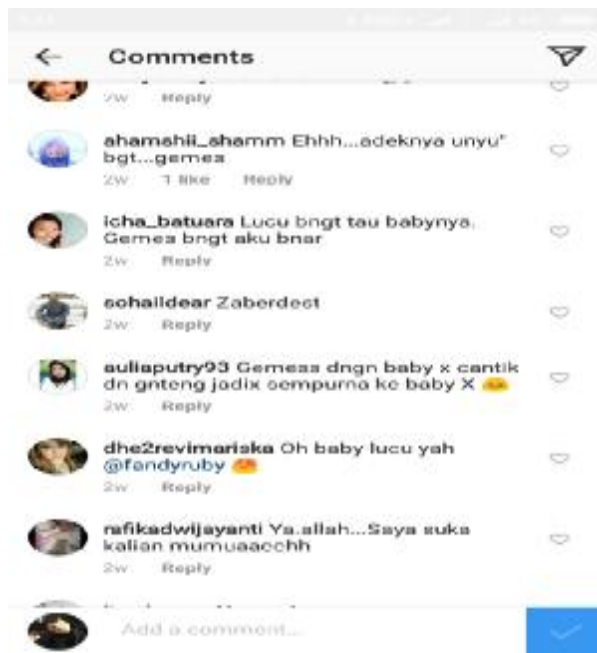 Comments
2w Reply
ahamshii_shamm Ehhh...adeknya unyu"
bgt...gemes
2w 1 like Reply
icha_batuara Lucu bngt tau babynya.
Gemes bngt aku bnar
2w Reply
sohaildear Zaberdest
2w Reply
auliaputry93 Gemess dngn baby x cantik
dn gnteng jadix sempurna ke baby X
2w Reply
dhe2revimariska Oh baby lucu yah
@fandyruby
2w Reply
rafikadwijayanti Ya.allah...Saya suka
kalian mumuaacchh
2w Reply
Add a comment...